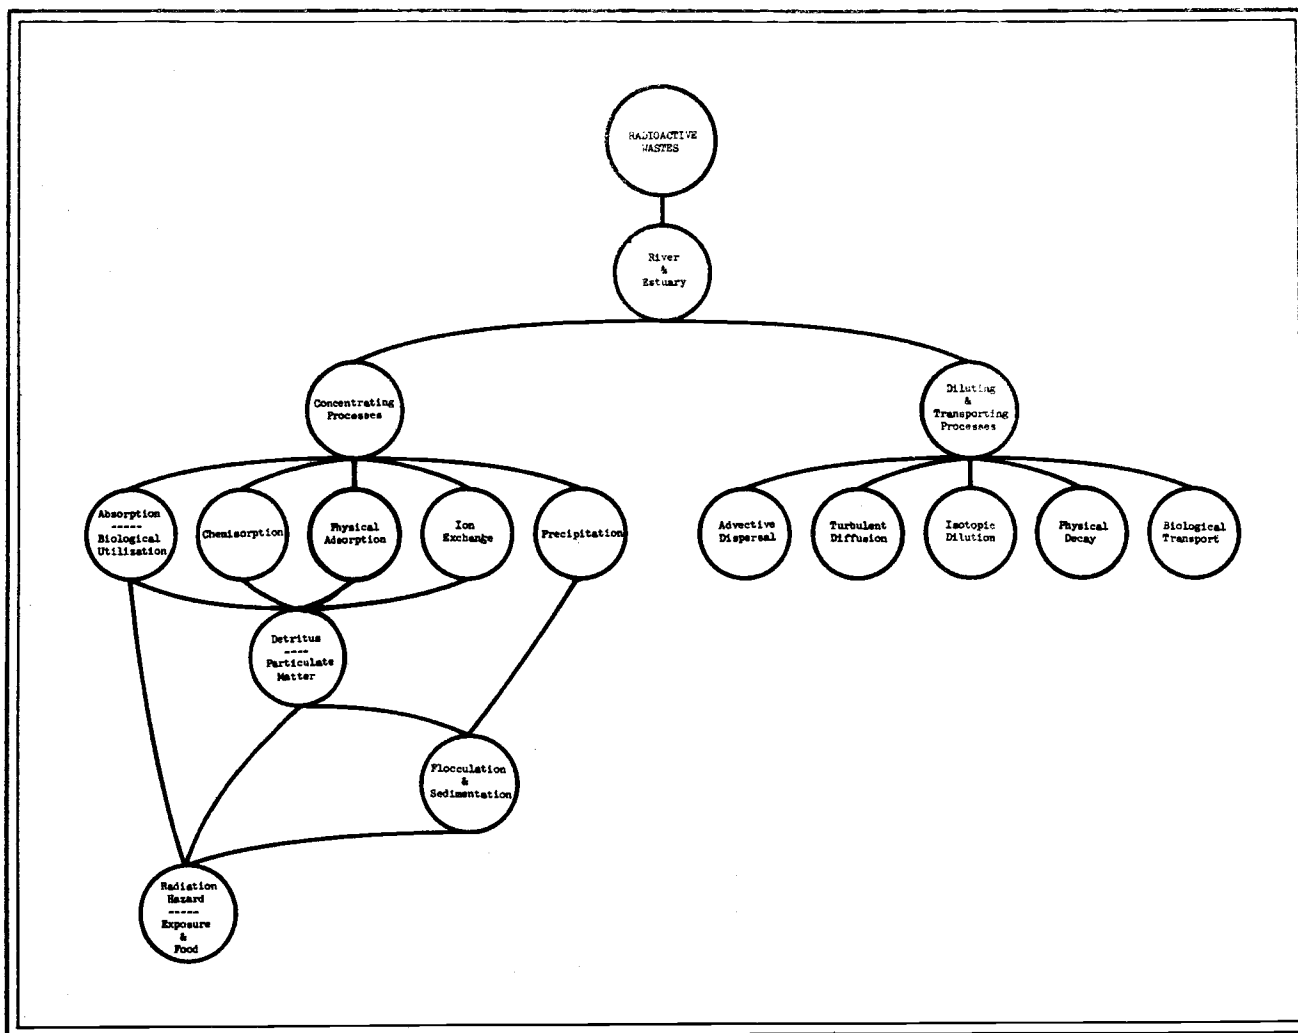 RADIOACTIVE
WASTES
River
&
Estuary
Concentrating
Processes
Diluting
&
Transporting
Processes
Absorption
-----
Biological
Utilization
Chemisorption
Physical
Adsorption
Ion
Exchange
Precipitation
Advective
Dispersal
Turbulent
Diffusion
Isotopic
Dilution
Physical
Decay
Biological
Transport
Detritus
----
Particulate
Matter
Flocculation
&
Sedimentation
Radiation
Hazard
-----
Exposure
&
Food